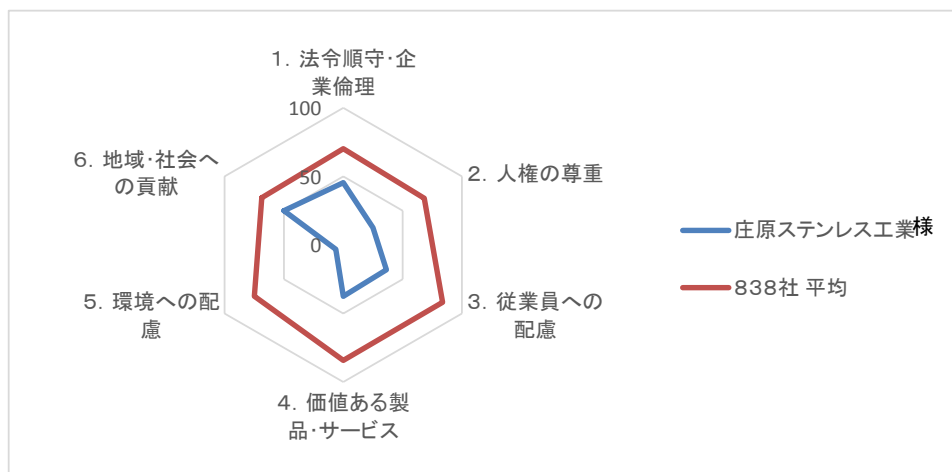 1. 法令順守・企
業倫理
100
50
0
2. 人権の尊重
3. 従業員への
配慮
4. 価値ある製
品・サービス
5. 環境への配
慮
6. 地域・社会へ
の貢献
庄原ステンレス工業様
838社 平均